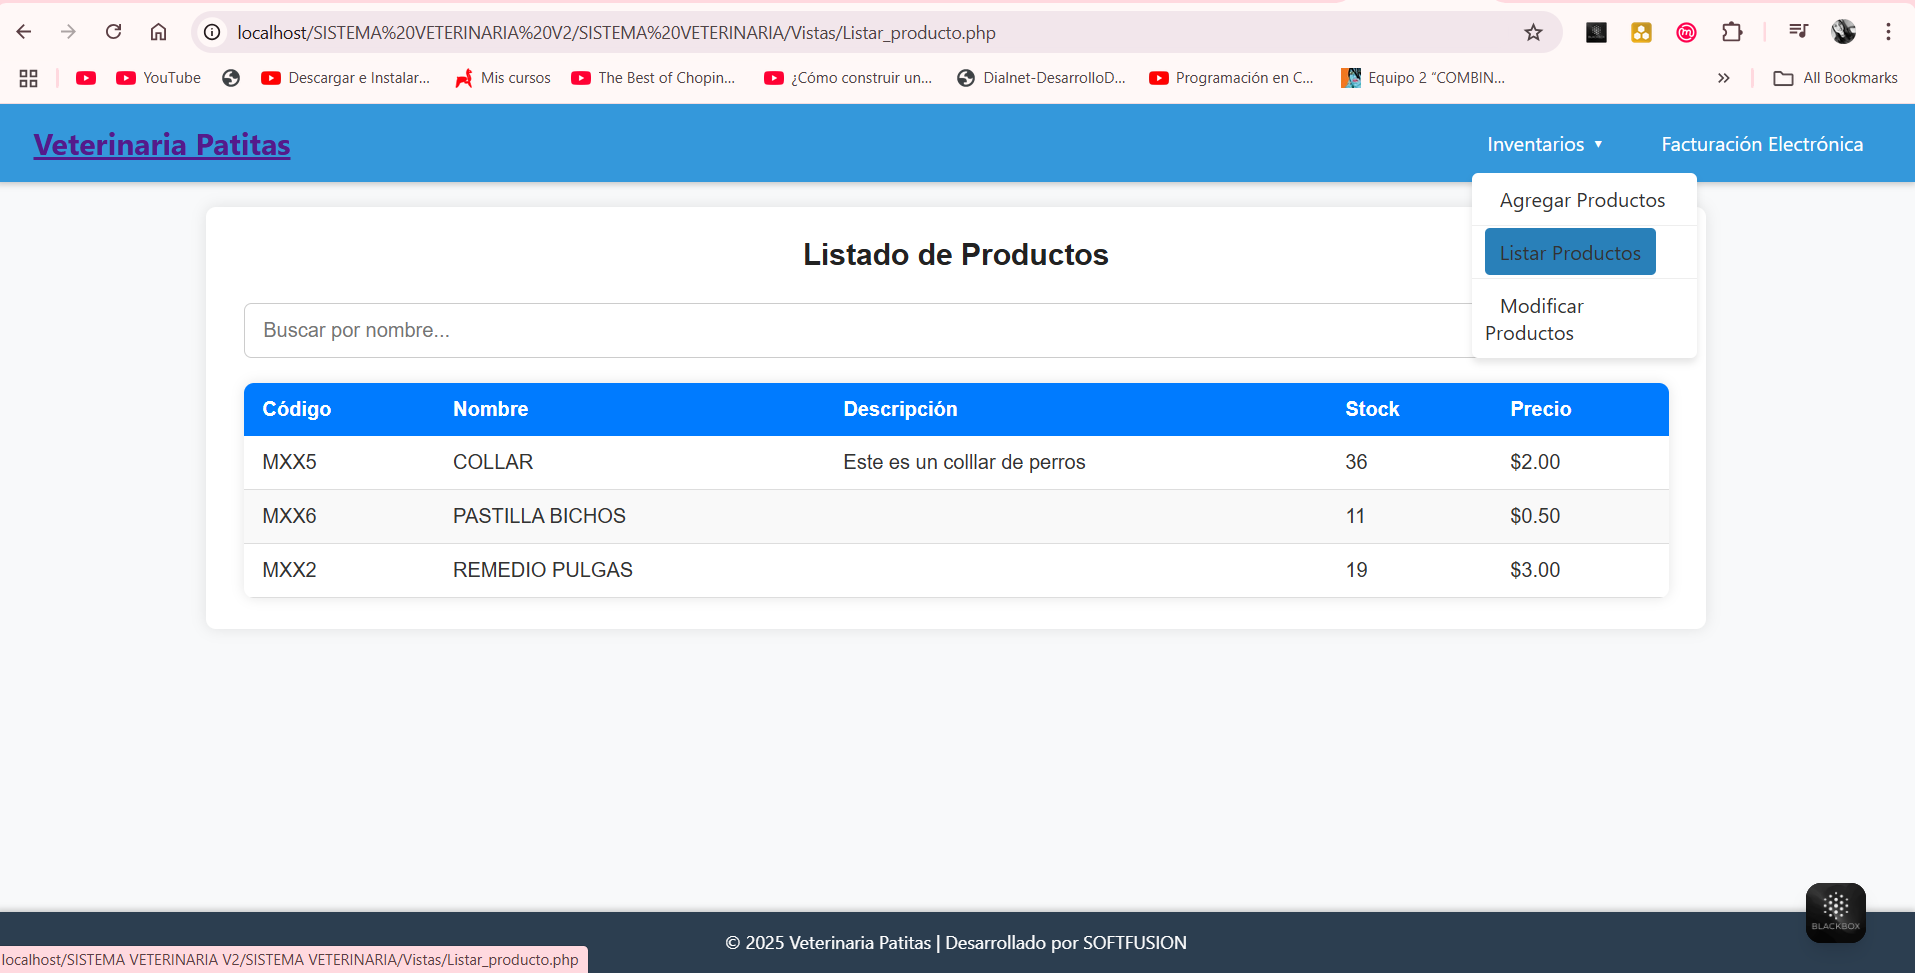 localhost/SISTEMA%20VETERINARIA%20V2/SISTEMA%20VETERINARIA/Vistas/Listar_producto.php
YouTube
Descargar e Instalar...
Mis cursos
The Best of Chopin...
¿Cómo construir un...
Dialnet-DesarrolloD...
Programación en C...
Equipo 2 “COMBIN...
All Bookmarks
Veterinaria Patitas
Inventarios ▼
Facturación Electrónica
Agregar Productos
Listar Productos
Modificar
Productos
Listado de Productos
Buscar por nombre...
Código Nombre Descripción Stock Precio
MXX5 COLLAR Este es un colllar de perros 36 $2.00
MXX6 PASTILLA BICHOS 11 $0.50
MXX2 REMEDIO PULGAS 19 $3.00
BLACKBOX
© 2025 Veterinaria Patitas | Desarrollado por SOFTFUSION
localhost/SISTEMA VETERINARIA V2/SISTEMA VETERINARIA/Vistas/Listar_producto.php